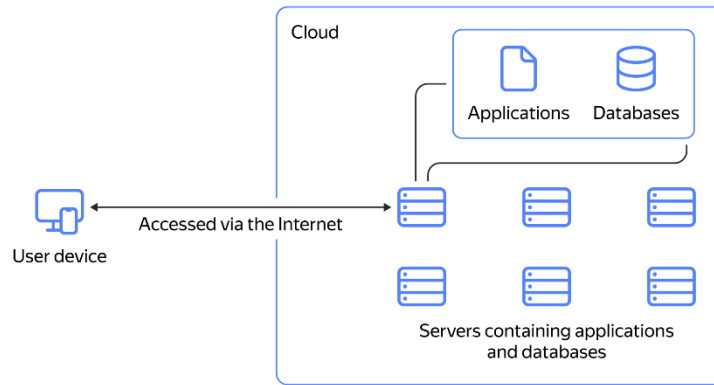 Cloud
Applications
Databases
Accessed via the Internet
User device
Servers containing applications
and databases